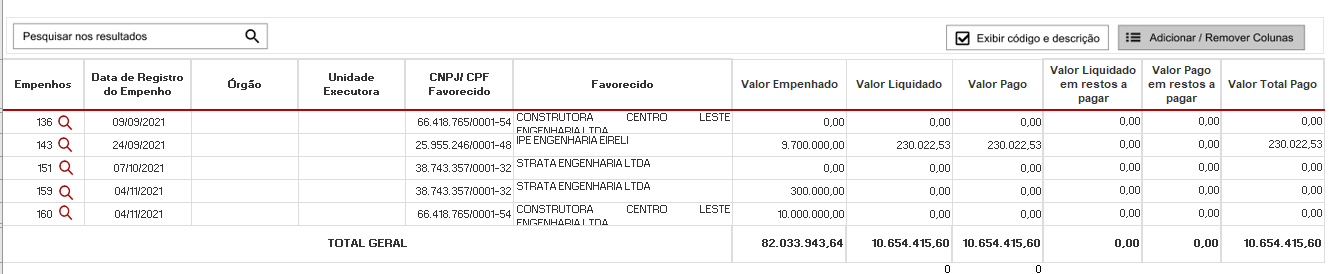 Pesquisar nos resultados
Exibir código e descrição
Adicionar / Remover Colunas
Empenhos Data de Registro do Empenho Órgão Unidade Executora CNPJ/ CPF Favorecido Favorecido Valor Empenhado Valor Liquidado Valor Pago Valor Liquidado em restos a pagar Valor Pago em restos a pagar Valor Total Pago
136 09/09/2021 66.418.765/0001-54 CONSTRUTORA CENTRO LESTE ENGENHARIA LTDA 0,00 0,00 0,00 0,00 0,00 0,00
143 24/09/2021 25.955.246/0001-48 IPE ENGENHARIA EIRELI 9.700.000,00 230.022,53 230.022,53 0,00 0,00 230.022,53
151 07/10/2021 38.743.357/0001-32 STRATA ENGENHARIA LTDA 0,00 0,00 0,00 0,00 0,00 0,00
159 04/11/2021 38.743.357/0001-32 STRATA ENGENHARIA LTDA 300.000,00 0,00 0,00 0,00 0,00 0,00
160 04/11/2021 66.418.765/0001-54 CONSTRUTORA CENTRO LESTE ENGENHARIA LTDA 10.000.000,00 0,00 0,00 0,00 0,00 0,00
TOTAL GERAL 82.033.943,64 10.654.415,60 10.654.415,60 0,00 0,00 10.654.415,60
0 0